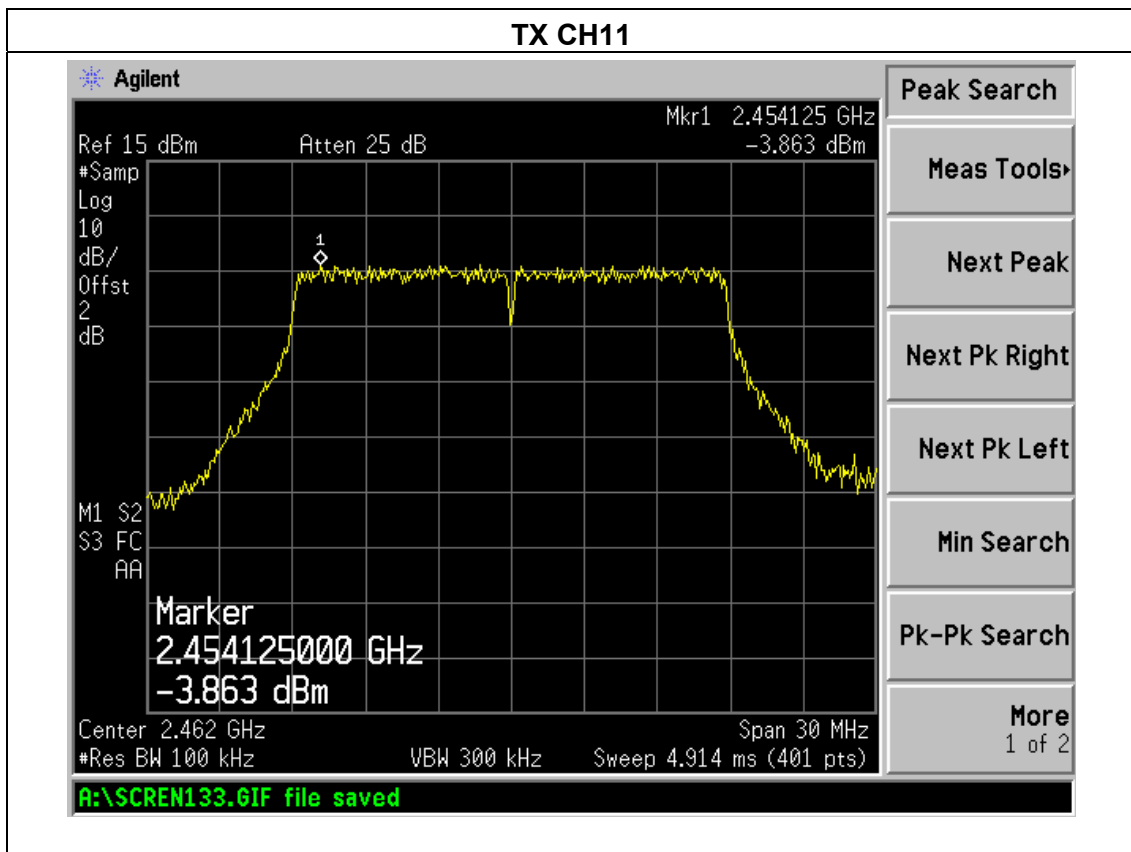 TX CH11
Agilent
Peak Search
Mkr1 2.454125 GHz
Ref 15 dBm Atten 25 dB -3.863 dBm
#Samp
Log
10
dB/
Offst
2
dB
1
M1 S2
S3 FC
AA
Marker
2.454125000 GHz
-3.863 dBm
Center 2.462 GHz Span 30 MHz
#Res BW 100 kHz VBW 300 kHz Sweep 4.914 ms (401 pts)
A:\SCREN133.GIF file saved
Meas Tools
Next Peak
Next Pk Right
Next Pk Left
Min Search
Pk-Pk Search
More
1 of 2